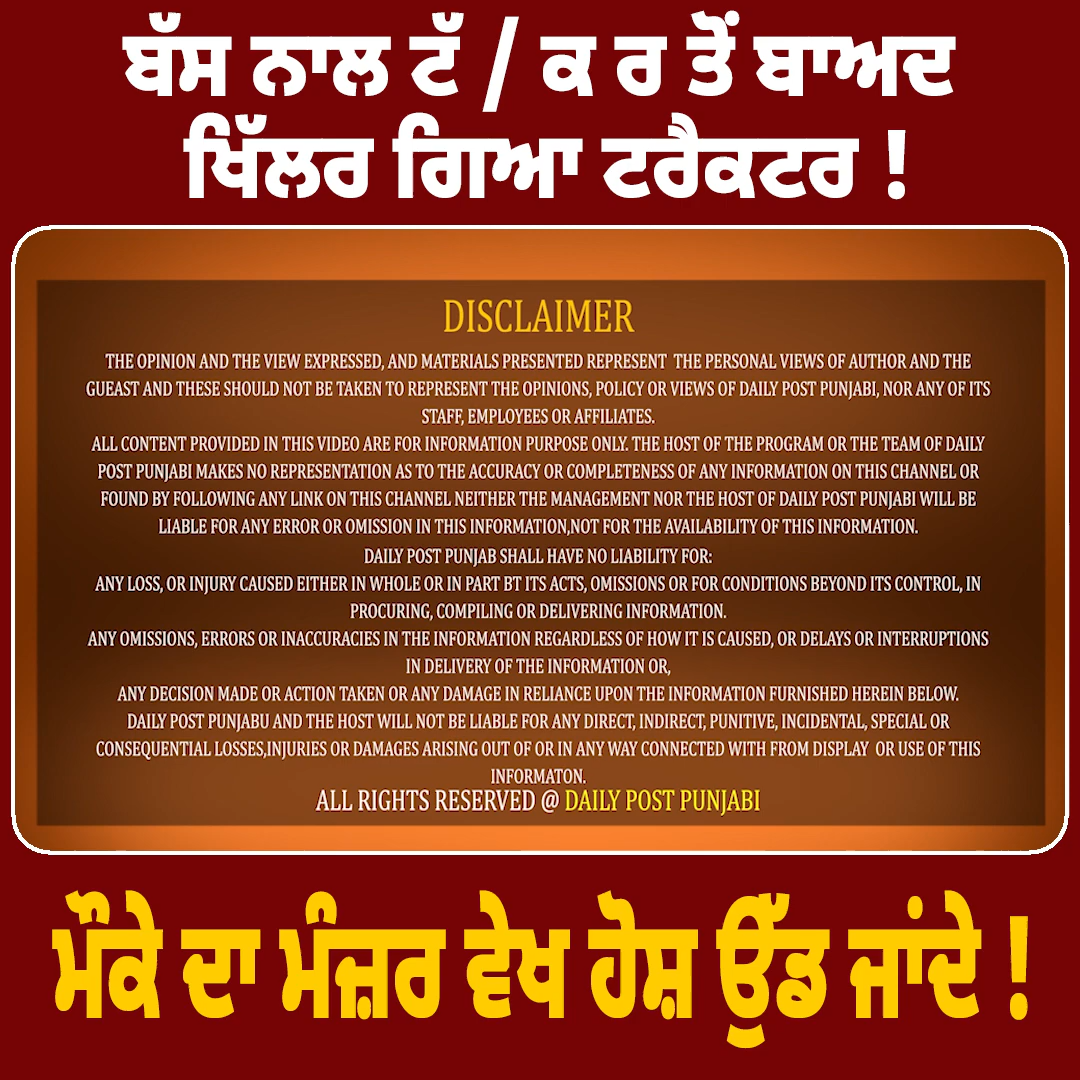 ਬੱਸ ਨਾਲ ਟੱ / ਕ ਰ ਤੋਂ ਬਾਅਦ
ਖਿੱਲਰ ਗਿਆ ਟਰੈਕਟਰ !
DISCLAIMER
THE OPINION AND THE VIEW EXPRESSED, AND MATERIALS PRESENTED REPRESENT THE PERSONAL VIEWS OF AUTHOR AND THE
GUEAST AND THESE SHOULD NOT BE TAKEN TO REPRESENT THE OPINIONS, POLICY OR VIEWS OF DAILY POST PUNJABI, NOR ANY OF ITS
STAFF, EMPLOYEES OR AFFILIATES.
ALL CONTENT PROVIDED IN THIS VIDEO ARE FOR INFORMATION PURPOSE ONLY. THE HOST OF THE PROGRAM OR THE TEAM OF DAILY
POST PUNJABI MAKES NO REPRESENTATION AS TO THE ACCURACY OR COMPLETENESS OF ANY INFORMATION ON THIS CHANNEL OR
FOUND BY FOLLOWING ANY LINK ON THIS CHANNEL NEITHER THE MANAGEMENT NOR THE HOST OF DAILY POST PUNJABI WILL BE
LIABLE FOR ANY ERROR OR OMISSION IN THIS INFORMATION,NOT FOR THE AVAILABILITY OF THIS INFORMATION.
DAILY POST PUNJAB SHALL HAVE NO LIABILITY FOR:
ANY LOSS, OR INJURY CAUSED EITHER IN WHOLE OR IN PART BT ITS ACTS, OMISSIONS OR FOR CONDITIONS BEYOND ITS CONTROL, IN
PROCURING, COMPILING OR DELIVERING INFORMATION.
ANY OMISSIONS, ERRORS OR INACCURACIES IN THE INFORMATION REGARDLESS OF HOW IT IS CAUSED, OR DELAYS OR INTERRUPTIONS
IN DELIVERY OF THE INFORMATION OR,
ANY DECISION MADE OR ACTION TAKEN OR ANY DAMAGE IN RELIANCE UPON THE INFORMATION FURNISHED HEREIN BELOW.
DAILY POST PUNJABU AND THE HOST WILL NOT BE LIABLE FOR ANY DIRECT, INDIRECT, PUNITIVE, INCIDENTAL, SPECIAL OR
CONSEQUENTIAL LOSSES,INJURIES OR DAMAGES ARISING OUT OF OR IN ANY WAY CONNECTED WITH FROM DISPLAY OR USE OF THIS
INFORMATON.
ALL RIGHTS RESERVED @ DAILY POST PUNJABI
ਮੌਕੇ ਦਾ ਮੰਜ਼ਰ ਵੇਖ ਹੋਸ਼ ਉੱਡ ਜਾਂਦੇ !